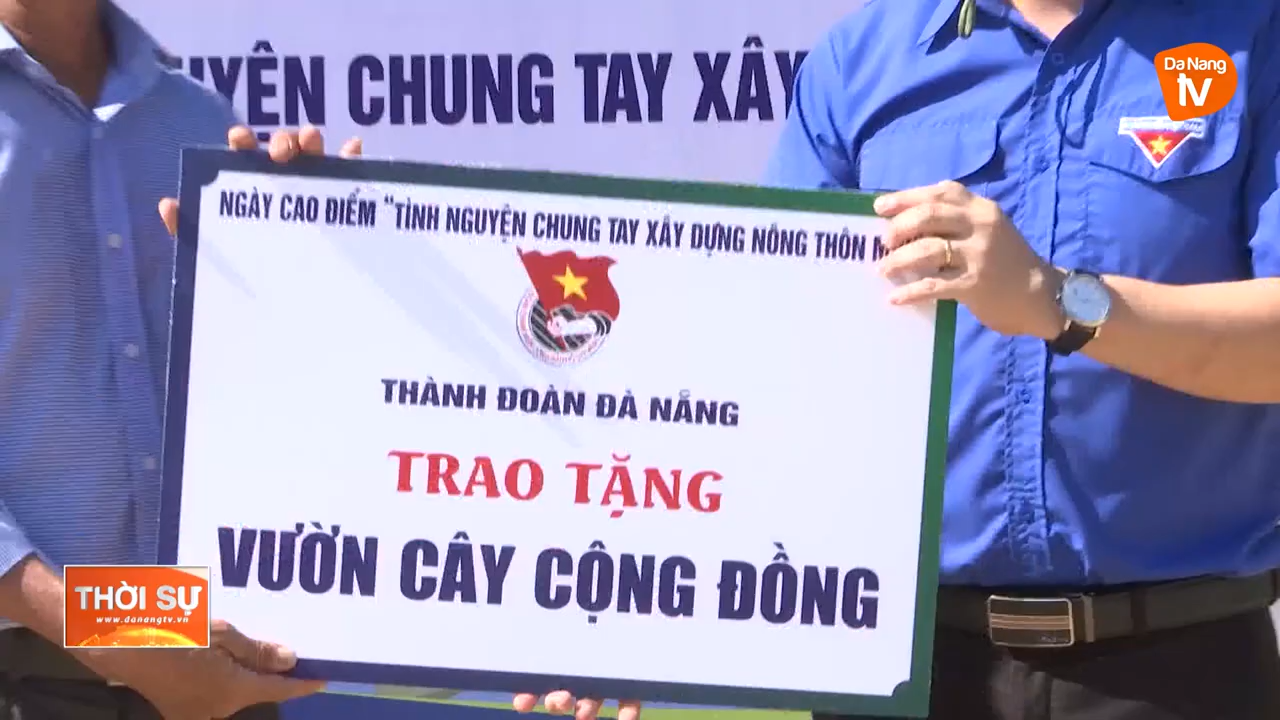 CHUNG TAY XÂY
Da Nang
tv
NGÀY CAO ĐIỂM "TÌNH NGUYỆN CHUNG TAY XÂY DỰNG NÔNG THÔN
THÀNH ĐOÀN ĐÀ NẴNG
TRAO TẶNG
VƯỜN CÂY CỘNG ĐỒNG
THỜI SỰ
www.danangtv.vn